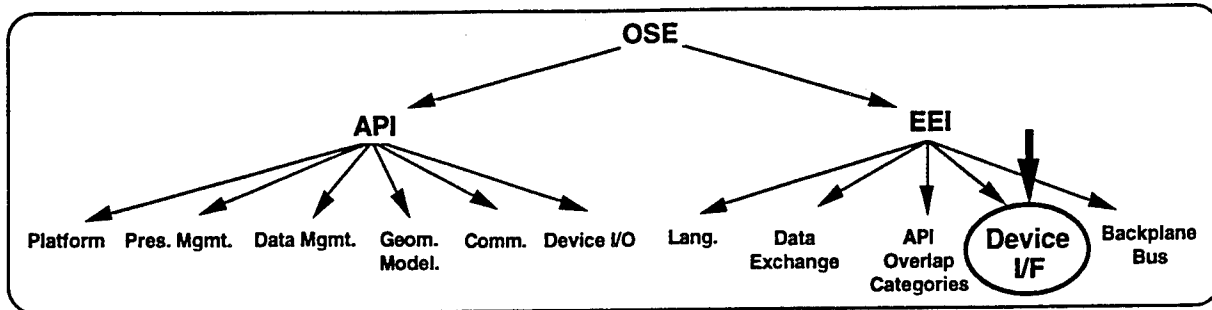 OSE
API
EEI
Platform
Pres. Mgmt.
Data Mgmt.
Geom.
Model.
Comm.
Device I/O
Lang.
Data
Exchange
API
Overlap
Categories
Device
I/F
Backplane
Bus